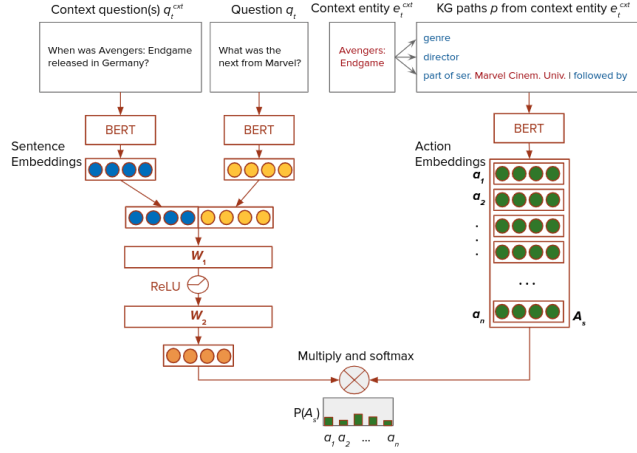 Context question(s) q_t^cxt
Question q_t
Context entity e_t^cxt
KG paths p from context entity e_t^cxt
When was Avengers: Endgame
released in Germany?
What was the
next from Marvel?
Avengers:
Endgame
genre
director
part of ser. Marvel Cinem. Univ. I followed by
BERT
BERT
BERT
Sentence
Embeddings
Action
Embeddings
a_1
a_2
.
.
.
...
a_n
A_s
W_1
ReLU
W_2
Multiply and softmax
P(A_s)
a_1 a_2 ... a_n